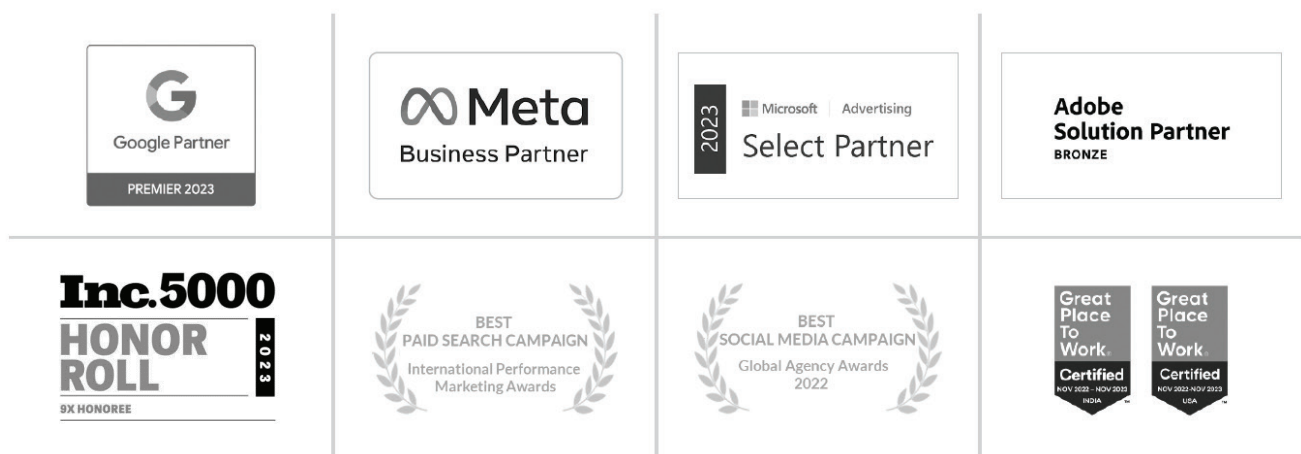 Google Partner
PREMIER 2023
Meta
Business Partner
2023
Microsoft Advertising
Select Partner
Adobe
Solution Partner
BRONZE
Inc.5000
HONOR
ROLL
2023
9X HONOREE
BEST
PAID SEARCH CAMPAIGN
International Performance
Marketing Awards
BEST
SOCIAL MEDIA CAMPAIGN
Global Agency Awards
2022
Great
Place
To
Work®
Certified
NOV 2022 – NOV 2023
INDIA ™
Great
Place
To
Work®
Certified
NOV 2022-NOV 2023
USA ™